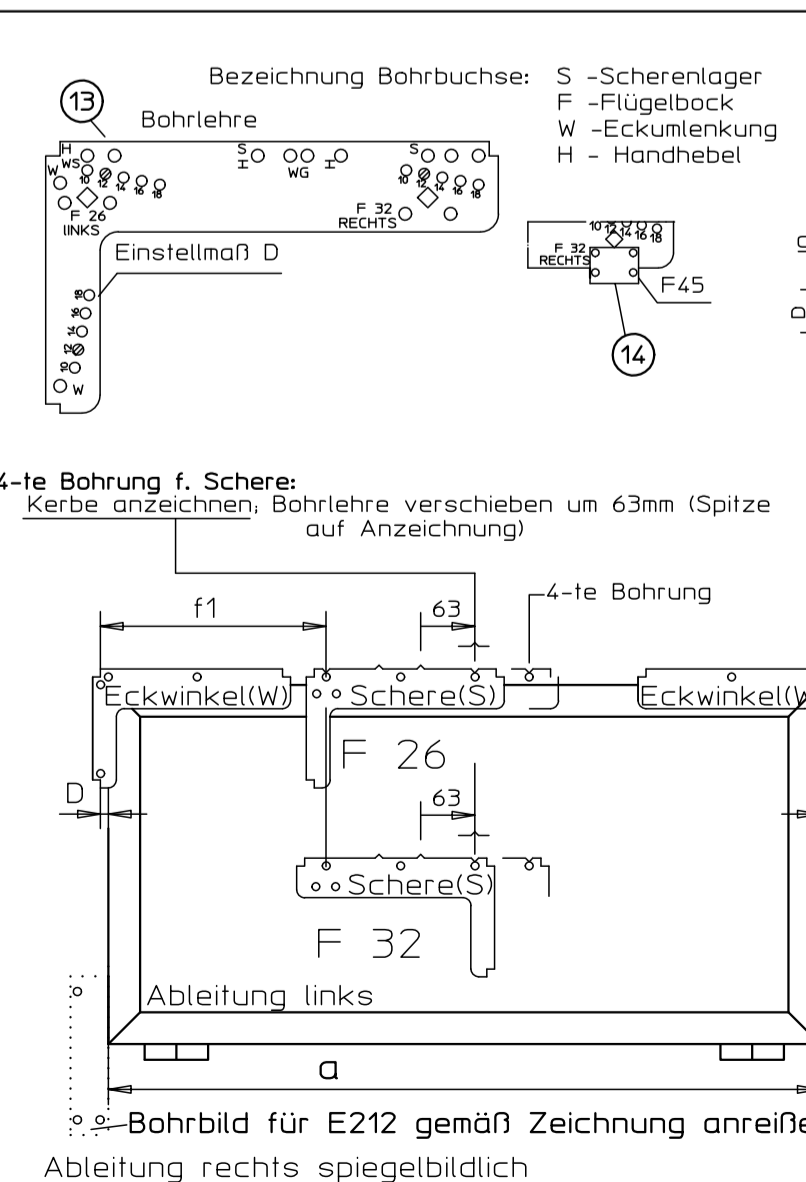 Bezeichnung Bohrbuchse: S -Scherenlager
F -Flügelbock
W -Eckumlenkung
H - Handhebel
13
Bohrlehre
H
WS
W
10 12 14 16 18
F 26
LINKS
S
H
WG
H
S
10 12 14 16 18
F 32
RECHTS
Einstellmaß D
18
16
14
12
10
W
10 12 14 16 18
F 32
RECHTS
F45
14
D
4-te Bohrung f. Schere:
Kerbe anzeichnen; Bohrlehre verschieben um 63mm (Spitze
auf Anzeichnung)
f1
63
4-te Bohrung
Eckwinkel(W)
Schere(S)
Eckwinkel(W
F 26
D
63
Schere(S)
F 32
Ableitung links
a
Bohrbild für E212 gemäß Zeichnung anreiße
Ableitung rechts spiegelbildlich